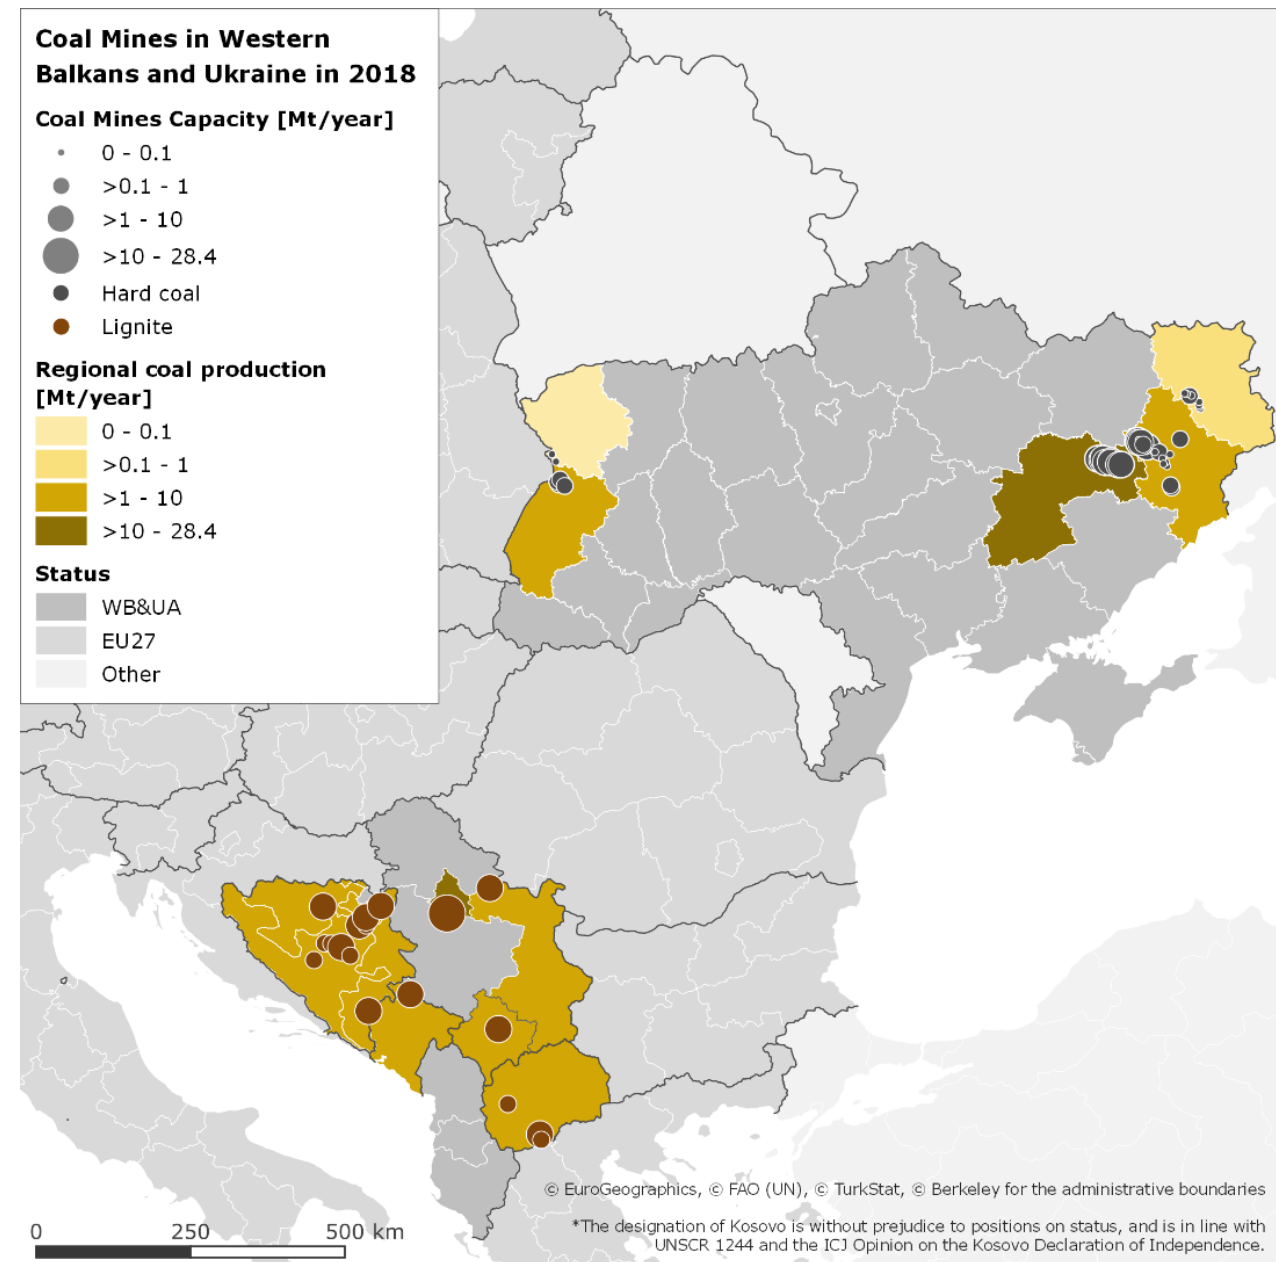 Coal Mines in Western
Balkans and Ukraine in 2018
Coal Mines Capacity [Mt/year]
0 - 0.1
>0.1 - 1
>1 - 10
>10 - 28.4
Hard coal
Lignite
Regional coal production
[Mt/year]
0 - 0.1
>0.1 - 1
>1 - 10
>10 - 28.4
Status
WB&UA
EU27
Other
© EuroGeographics, © FAO (UN), © TurkStat, © Berkeley for the administrative boundaries
*The designation of Kosovo is without prejudice to positions on status, and is in line with
UNSCR 1244 and the ICJ Opinion on the Kosovo Declaration of Independence.
0 250 500 km